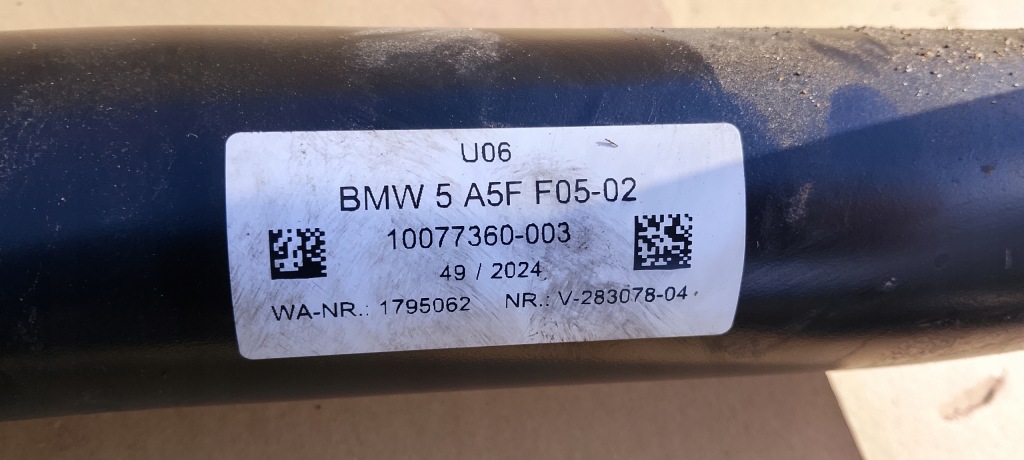 U06
BMW 5 A5F F05-02
10077360-003
49 / 2024
WA-NR.: 1795062 NR.: V-283078-04